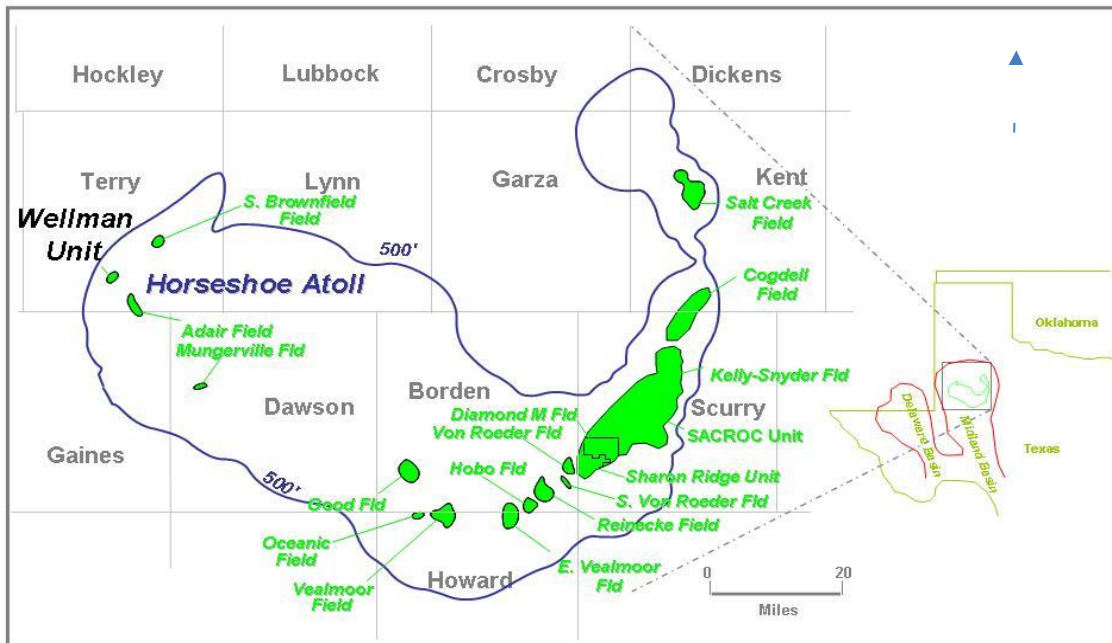 Hockley
Lubbock
Crosby
Dickens
Terry
Lynn
Garza
Kent
S. Brownfield
Field
Wellman
Unit
Salt Creek
Field
500'
Horseshoe Atoll
Cogdell
Field
Adair Field
Mungerville Fld
Oklahoma
Borden
Kelly-Snyder Fld
Dawson
Diamond M Fld
Scurry
Von Roeder Fld
SACROC Unit
Delaware Basin
Midland Basin
Texas
Gaines
Hobo Fld
Sharon Ridge Unit
500'
Good Fld
S. Von Roeder Fld
Reinecke Field
Oceanic
Field
E. Vealmoor
Fld
Vealmoor
Field
Howard
0 20
Miles